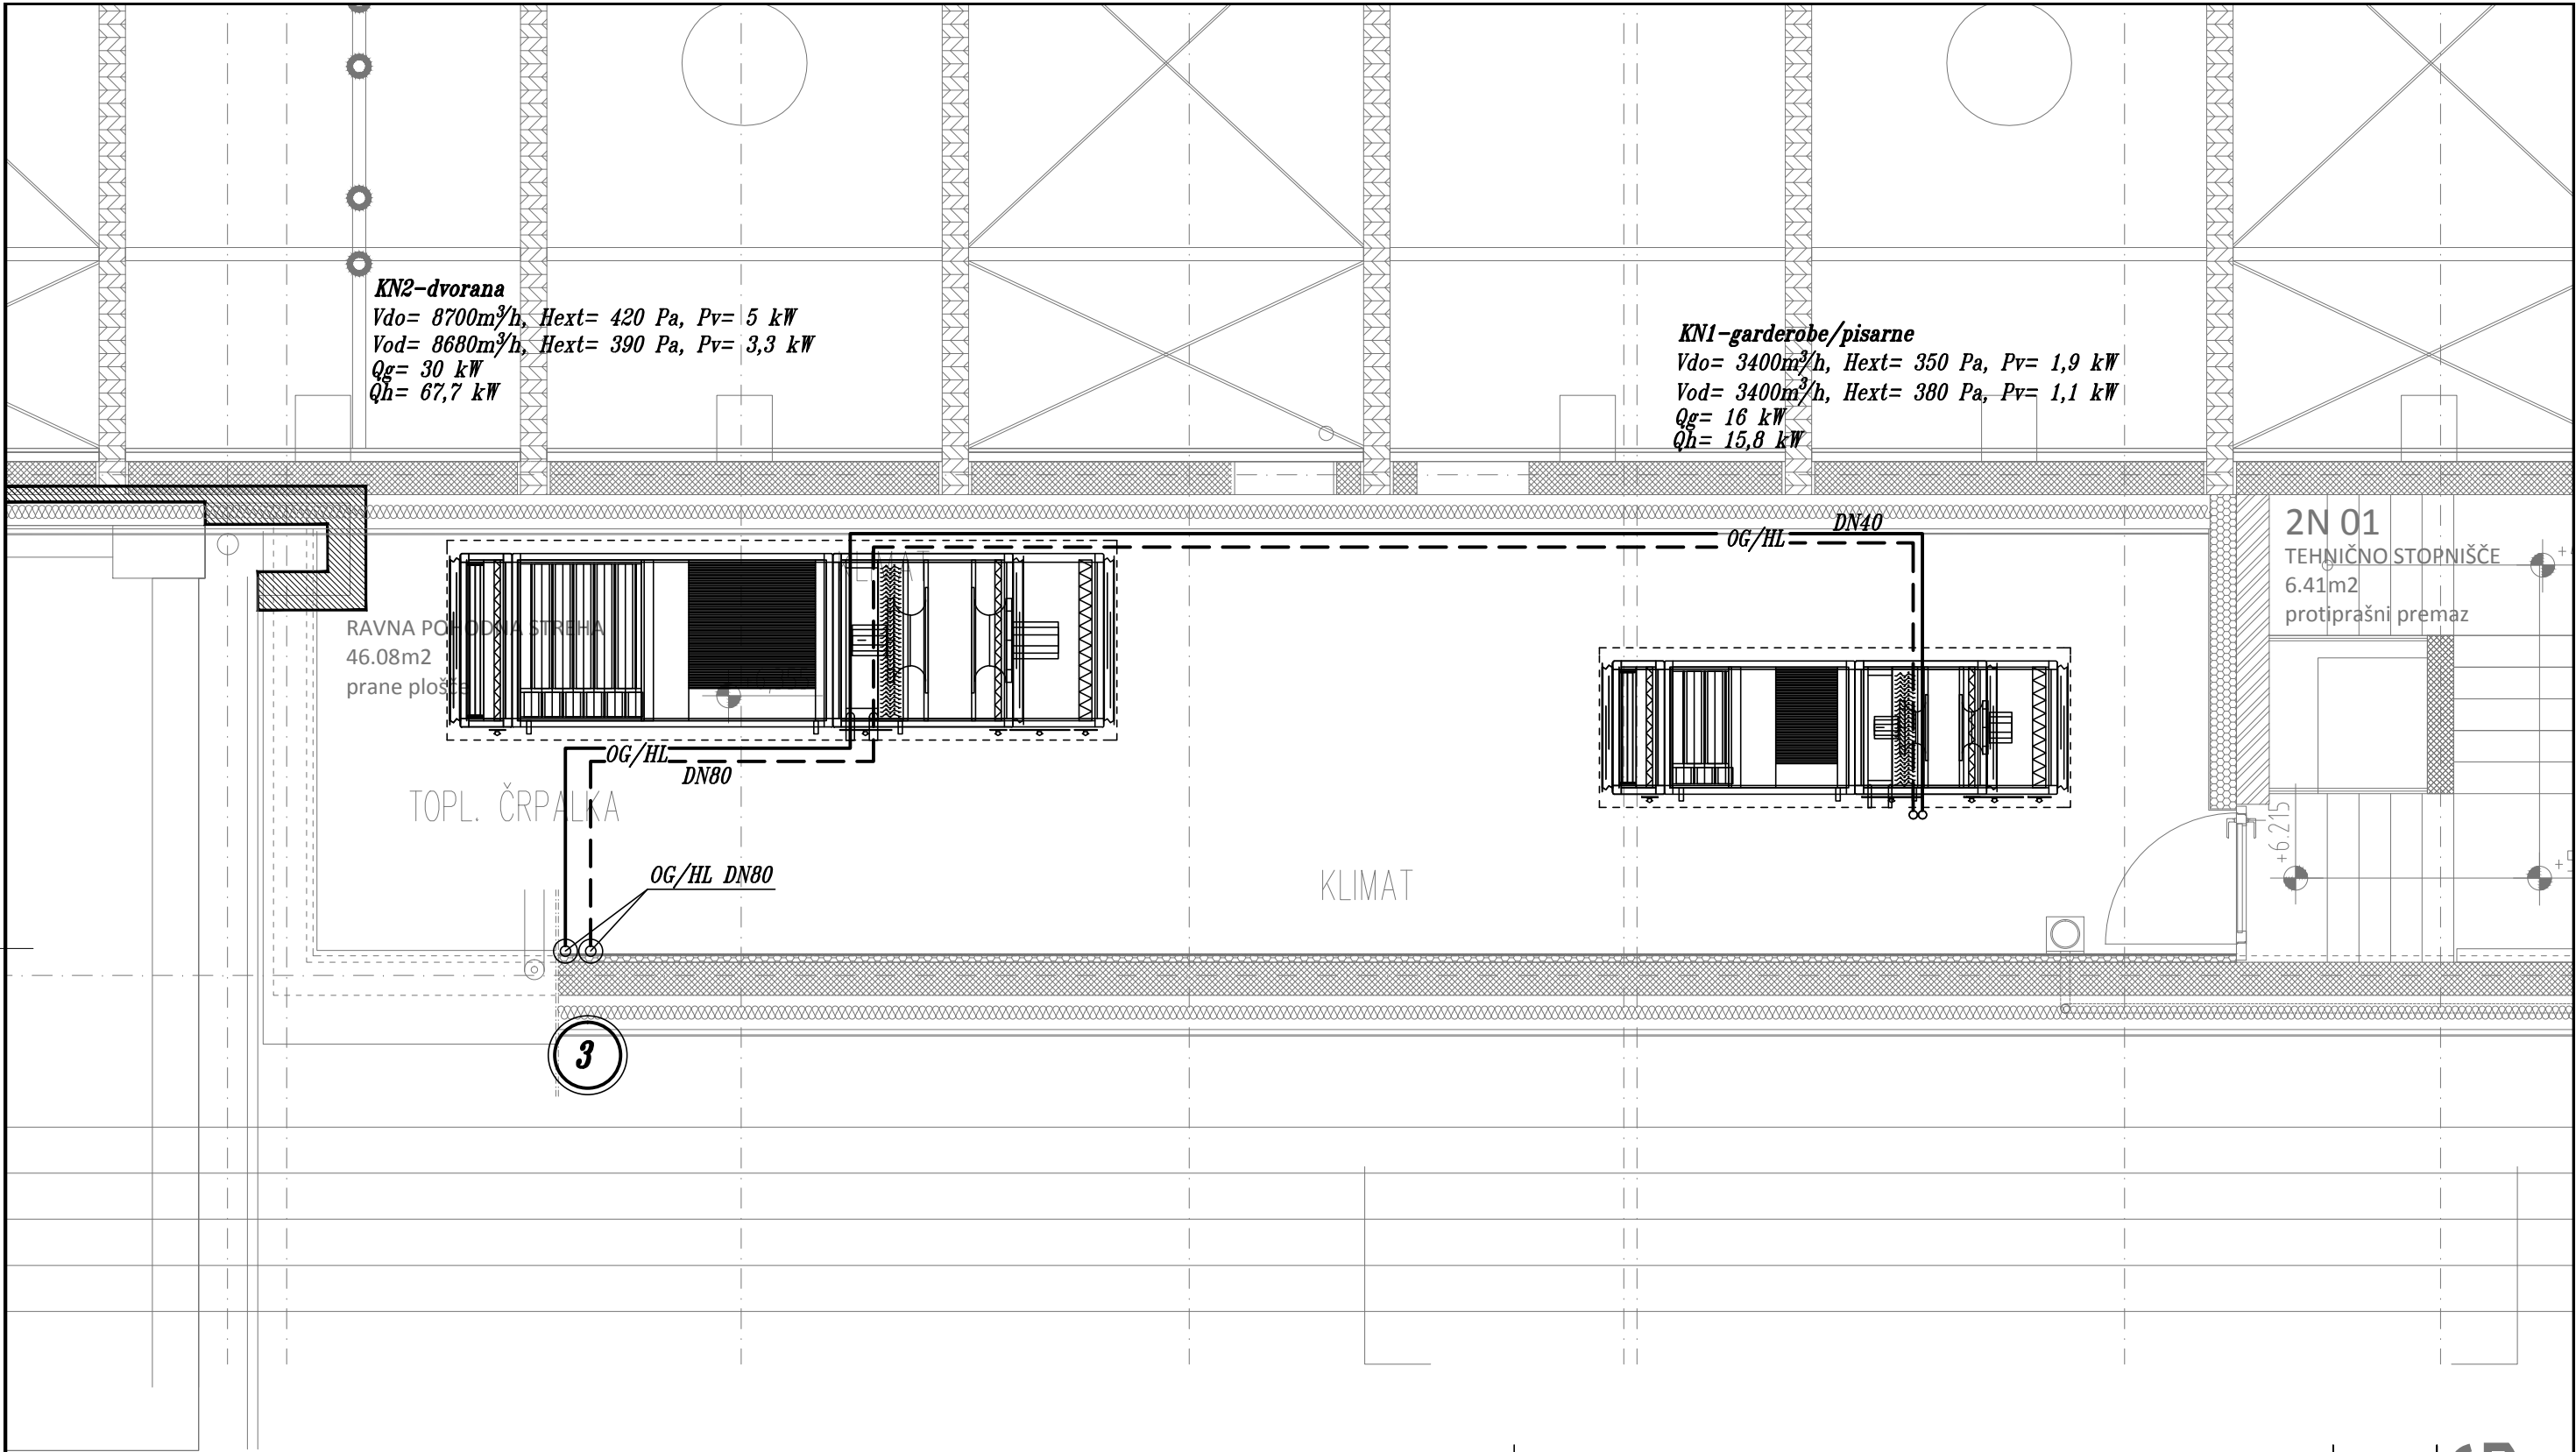 KN2-dvorana
Vdo= 8700m³/h, Hext= 420 Pa, Pv= 5 kW
Vod= 8680m³/h, Hext= 390 Pa, Pv= 3,3 kW
Qg= 30 kW
Qh= 67,7 kW
KN1-garderobe/pisarne
Vdo= 3400m³/h, Hext= 350 Pa, Pv= 1,9 kW
Vod= 3400m³/h, Hext= 380 Pa, Pv= 1,1 kW
Qg= 16 kW
Qh= 15,8 kW
DN40
OG/HL
2N 01
TEHNIČNO STOPNIŠČE
6.41m2
protiprašni premaz
RAVNA POHODNA STREHA
46.08m2
prane plošče
OG/HL
DN80
TOPL. ČRPALKA
OG/HL DN80
KLIMAT
+6.215
3